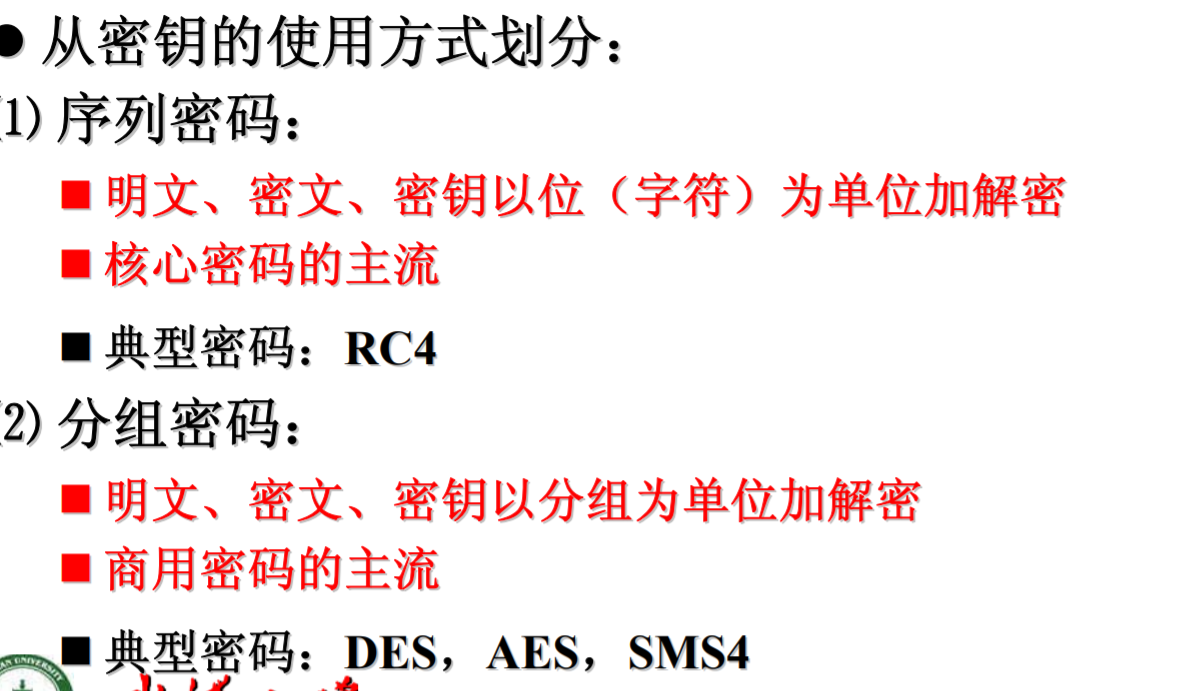 ● 从密钥的使用方式划分：
(1) 序列密码：
■ 明文、密文、密钥以位（字符）为单位加解密
■ 核心密码的主流
■ 典型密码：RC4
(2) 分组密码：
■ 明文、密文、密钥以分组为单位加解密
■ 商用密码的主流
■ 典型密码：DES，AES，SMS4
AN UNIVERSITY